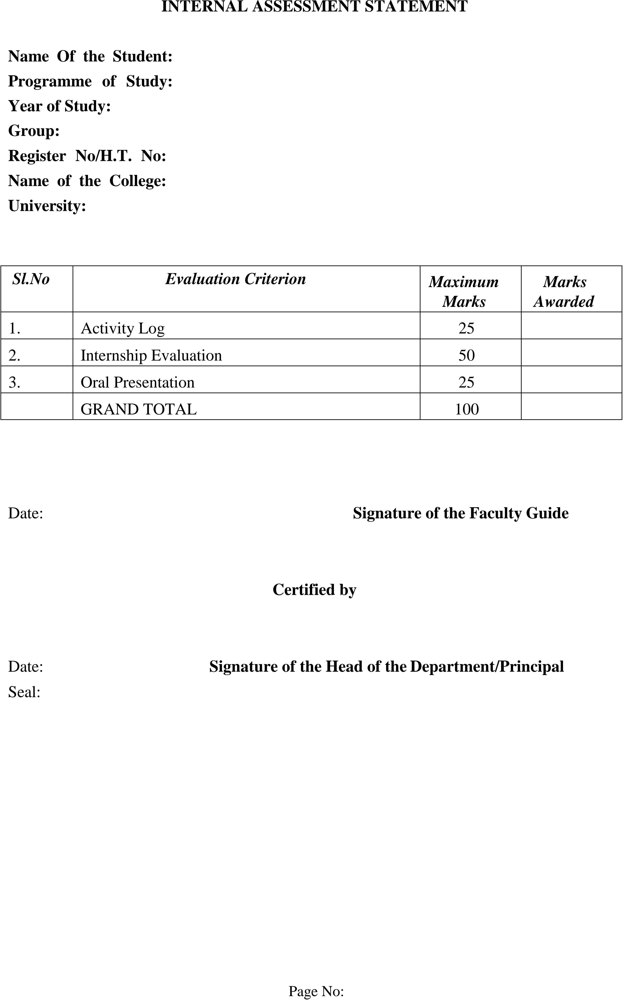 INTERNAL ASSESSMENT STATEMENT
Name Of the Student:
Programme of Study:
Year of Study:
Group:
Register No/H.T. No:
Name of the College:
University:
Sl.No Evaluation Criterion Maximum Marks Marks Awarded
1. Activity Log 25
2. Internship Evaluation 50
3. Oral Presentation 25
GRAND TOTAL 100
Date: Signature of the Faculty Guide
Certified by
Date: Signature of the Head of the Department/Principal
Seal:
Page No: